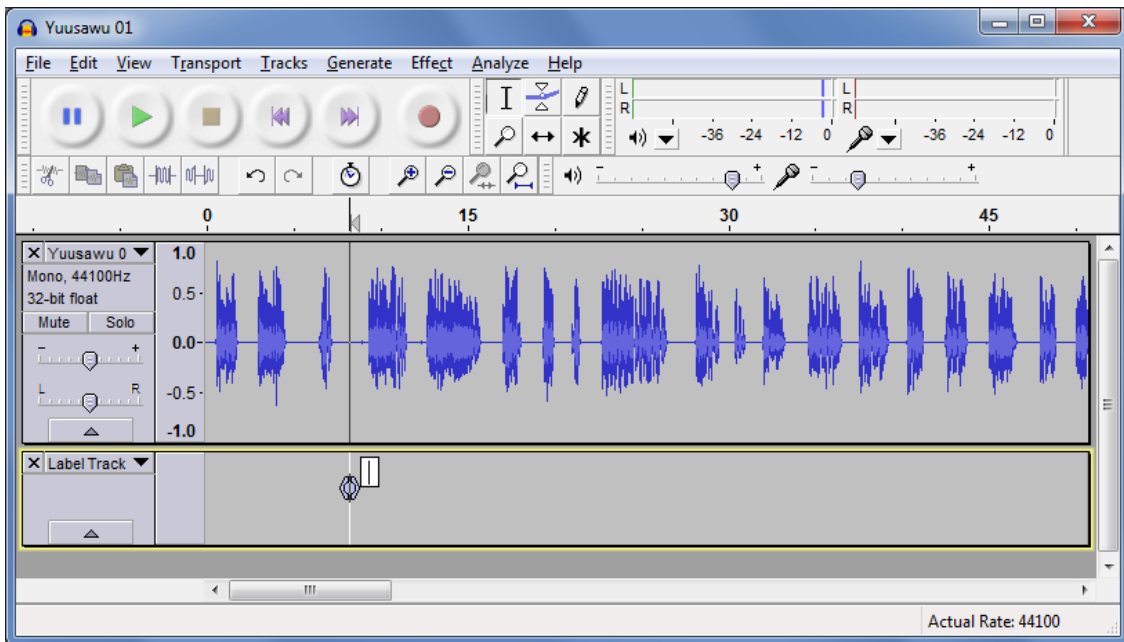 Yuusawu 01
File Edit View Transport Tracks Generate Effect Analyze Help
L L
R R
-36 -24 -12 0 -36 -24 -12 0
- + - +
0 15 30 45
Yuusawu 0
Mono, 44100Hz
32-bit float
Mute Solo
- +
L R
1.0
0.5
0.0
-0.5
-1.0
Label Track
Actual Rate: 44100